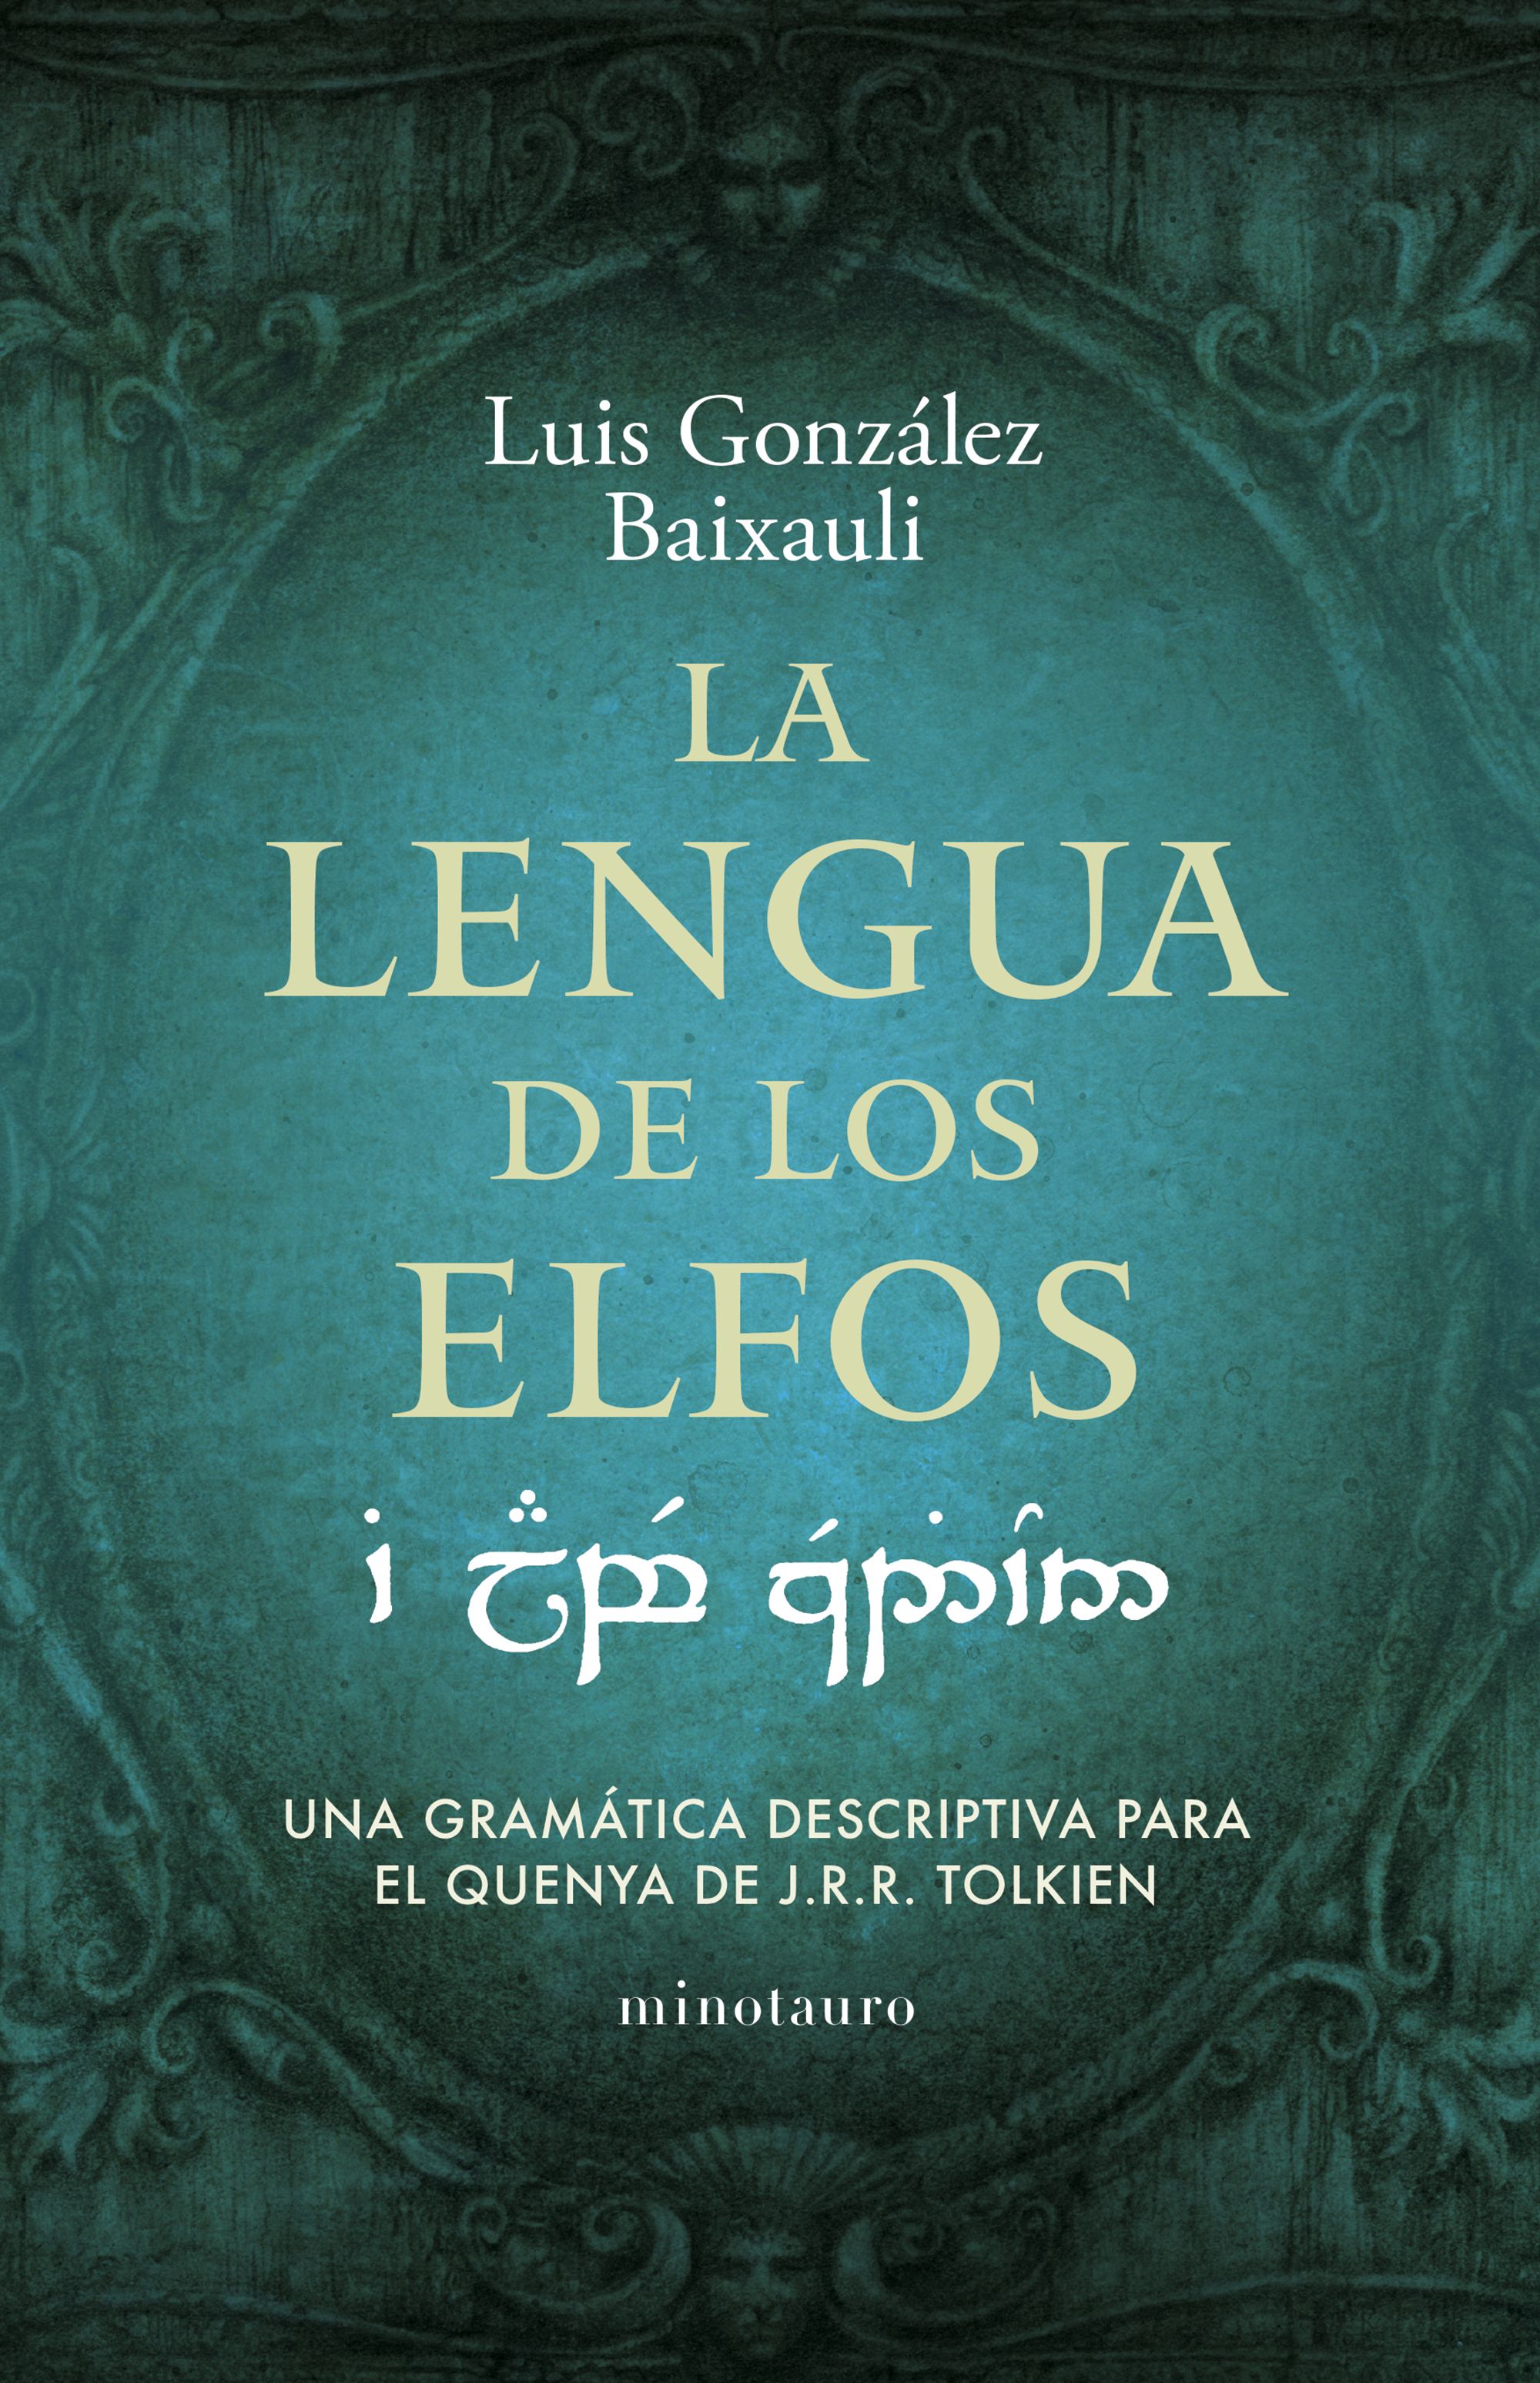 Luis González
Baixauli
LA
LENGUA
DE LOS
ELFOS
UNA GRAMÁTICA DESCRIPTIVA PARA
EL QUENYA DE J.R.R. TOLKIEN
minotauro